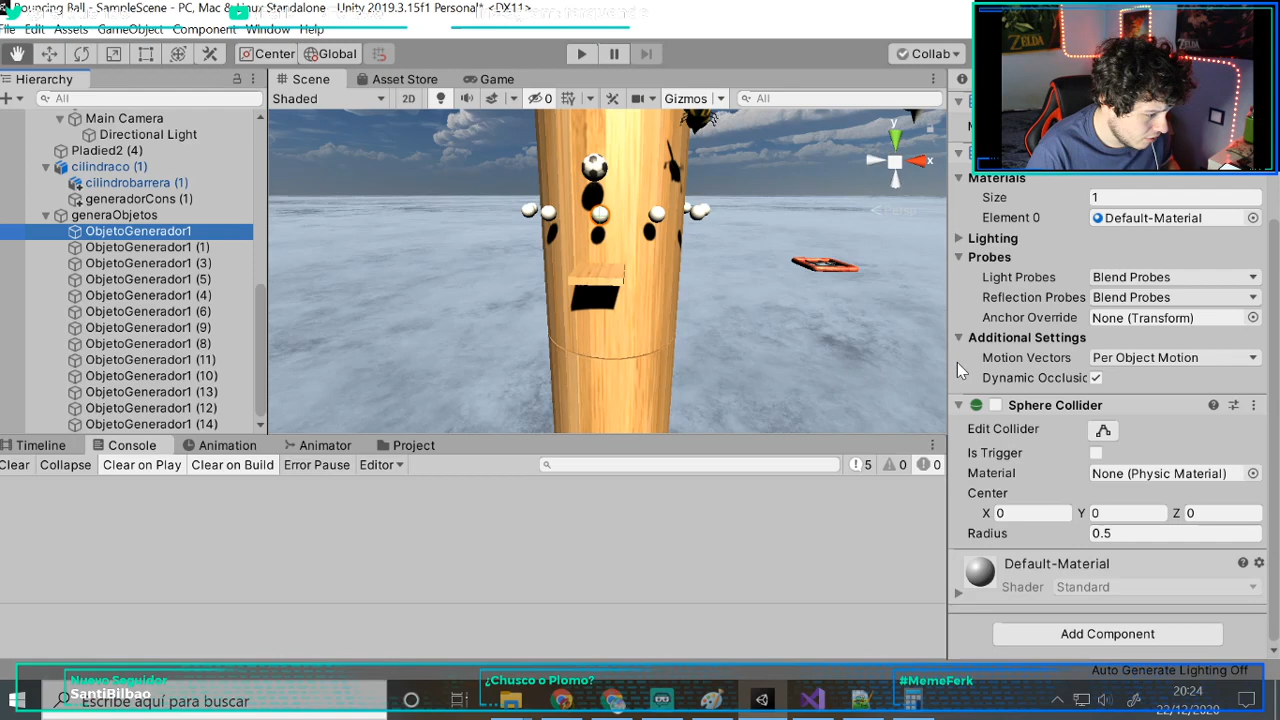 Bouncing Ball - SampleScene - PC, Mac & Linux Standalone - Unity 2019.3.15f1 Personal* <DX11>
File Edit Assets GameObject Component Window Help
Center Global Collab
Hierarchy Scene Asset Store Game
All Shaded 2D 0 Gizmos All
Main Camera
Directional Light
Pladied2 (4)
cilindraco (1)
cilindrobarrera (1)
generadorCons (1)
generaObjetos
ObjetoGenerador1
ObjetoGenerador1 (1)
ObjetoGenerador1 (3)
ObjetoGenerador1 (5)
ObjetoGenerador1 (4)
ObjetoGenerador1 (6)
ObjetoGenerador1 (9)
ObjetoGenerador1 (8)
ObjetoGenerador1 (11)
ObjetoGenerador1 (10)
ObjetoGenerador1 (13)
ObjetoGenerador1 (12)
ObjetoGenerador1 (14)
y
x
Persp
ZELDA
ZELDA
Materials
Size 1
Element 0 Default-Material
Lighting
Probes
Light Probes Blend Probes
Reflection Probes Blend Probes
Anchor Override None (Transform)
Additional Settings
Motion Vectors Per Object Motion
Dynamic Occlusic
Sphere Collider
Edit Collider
Is Trigger
Material None (Physic Material)
Center
X 0 Y 0 Z 0
Radius 0.5
Default-Material
Shader Standard
Add Component
Auto Generate Lighting Off
Timeline Console Animation Animator Project
Clear Collapse Clear on Play Clear on Build Error Pause Editor 5 0 0
Nuevo Seguidor
SantiBilbao
¿Chusco o Plomo?
#MemeFerk
Escribe aquí para buscar
20:24
22/12/2020